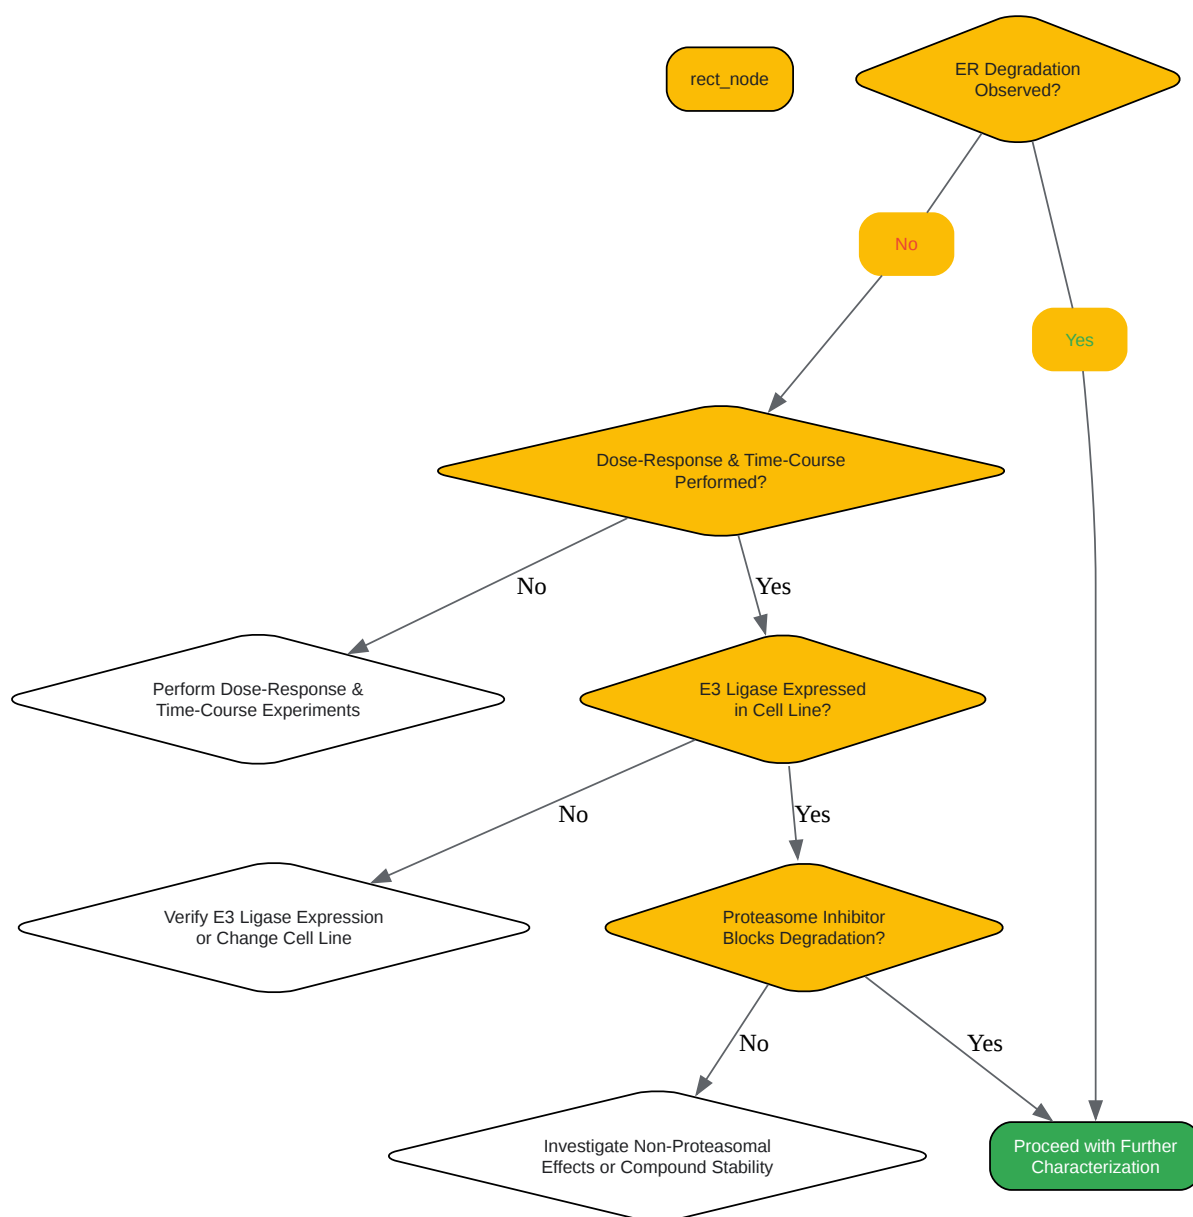 rect_node
ER Degradation
Observed?
No
Yes
Dose-Response & Time-Course
Performed?
No
Yes
Perform Dose-Response &
Time-Course Experiments
E3 Ligase Expressed
in Cell Line?
No
Yes
Verify E3 Ligase Expression
or Change Cell Line
Proteasome Inhibitor
Blocks Degradation?
No
Yes
Investigate Non-Proteasomal
Effects or Compound Stability
Proceed with Further
Characterization